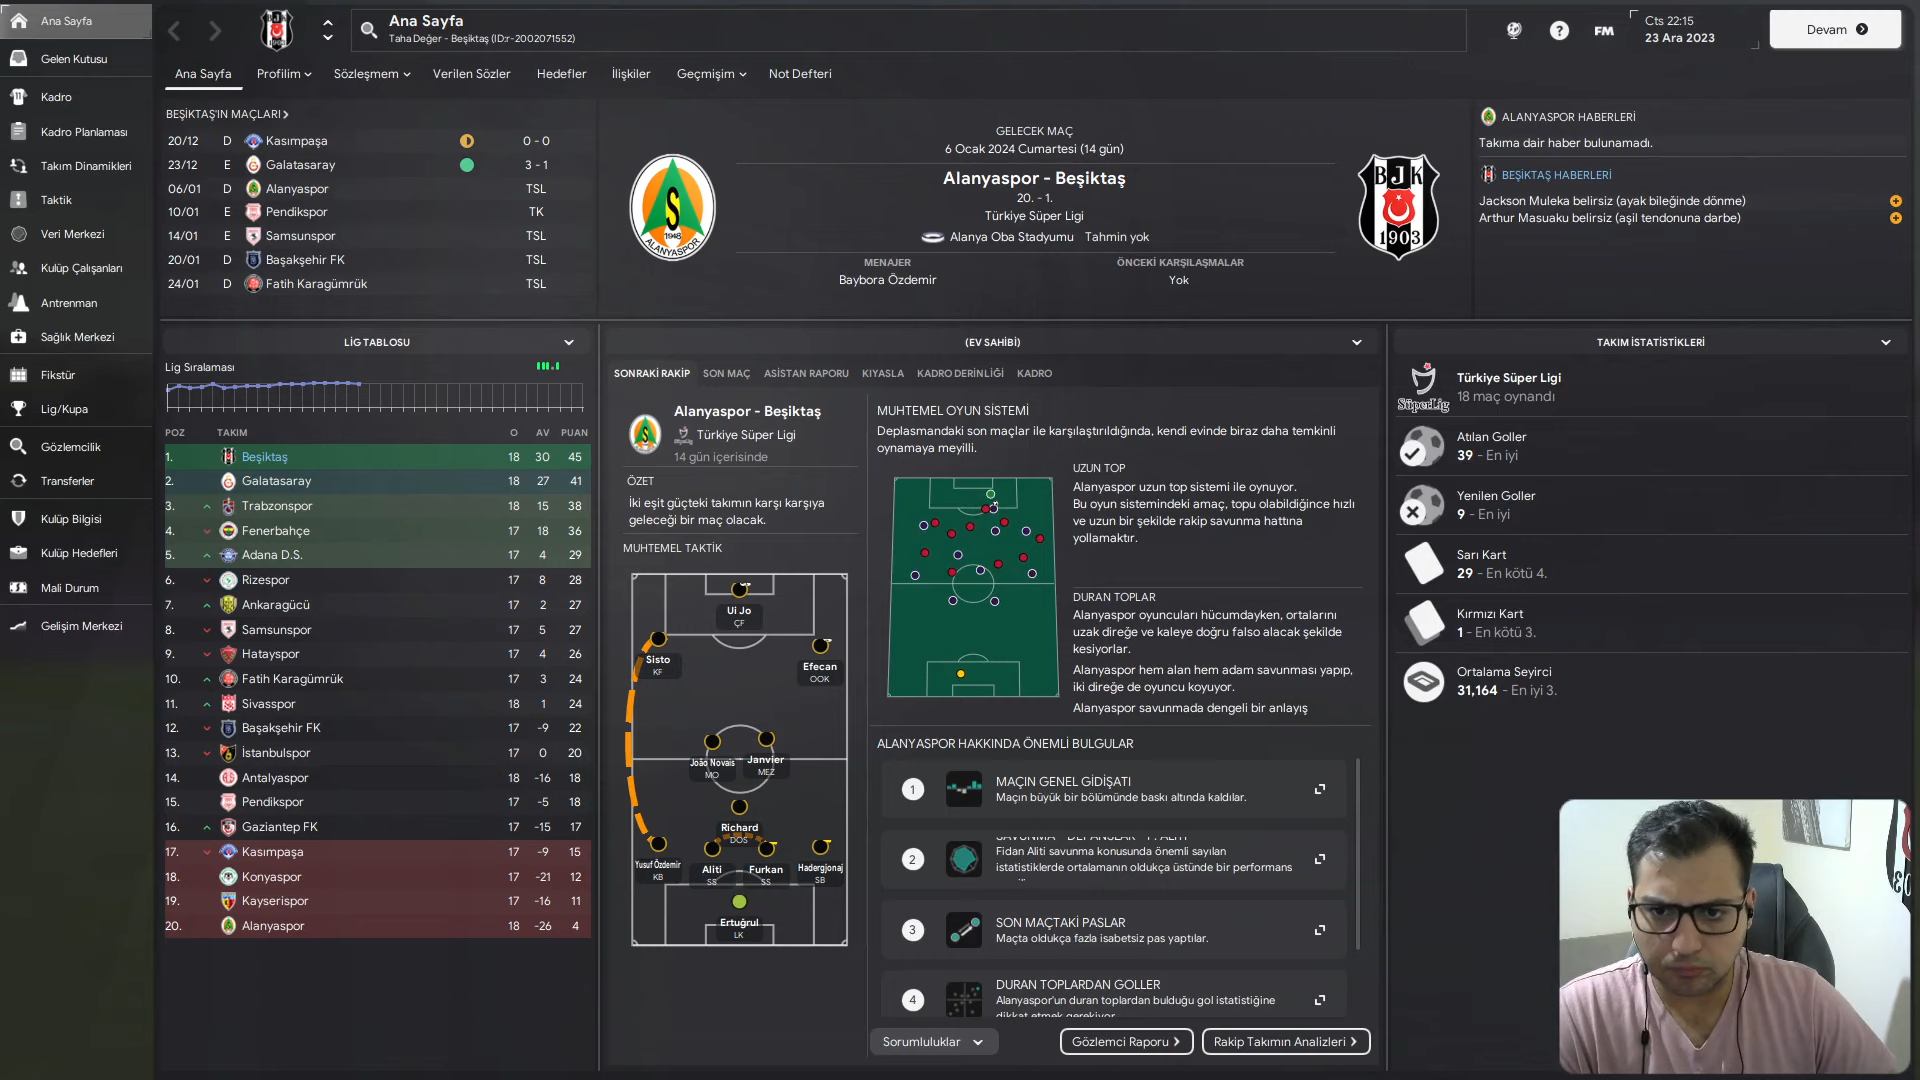 Ana Sayfa
Gelen Kutusu
Kadro
Kadro Planlaması
Takım Dinamikleri
Taktik
Veri Merkezi
Kulüp Çalışanları
Antrenman
Sağlık Merkezi
Fikstür
Lig/Kupa
Gözlemcilik
Transferler
Kulüp Bilgisi
Kulüp Hedefleri
Mali Durum
Gelişim Merkezi
Ana Sayfa
Taha Değer - Beşiktaş (ID:r-2002071552)
FM
Cts 22:15
23 Ara 2023
Devam
Ana Sayfa Profilim Sözleşmem Verilen Sözler Hedefler İlişkiler Geçmişim Not Defteri
BEŞİKTAŞ'IN MAÇLARI
20/12 D Kasımpaşa 0 - 0
23/12 E Galatasaray 3 - 1
06/01 D Alanyaspor TSL
10/01 E Pendikspor TK
14/01 E Samsunspor TSL
20/01 D Başakşehir FK TSL
24/01 D Fatih Karagümrük TSL
S
1948
ALANYASPOR
GELECEK MAÇ
6 Ocak 2024 Cumartesi (14 gün)
Alanyaspor - Beşiktaş
20. - 1.
Türkiye Süper Ligi
Alanya Oba Stadyumu Tahmin yok
MENAJER
Baybora Özdemir
ÖNCEKİ KARŞILAŞMALAR
Yok
BJK
1903
ALANYASPOR HABERLERİ
Takıma dair haber bulunamadı.
BEŞİKTAŞ HABERLERİ
Jackson Muleka belirsiz (ayak bileğinde dönme)
Arthur Masuaku belirsiz (aşil tendonuna darbe)
LİG TABLOSU
Lig Sıralaması
POZ TAKIM O AV PUAN
1. Beşiktaş 18 30 45
2. Galatasaray 18 27 41
3. Trabzonspor 18 15 38
4. Fenerbahçe 17 18 36
5. Adana D.S. 17 4 29
6. Rizespor 17 8 28
7. Ankaragücü 17 2 27
8. Samsunspor 17 5 27
9. Hatayspor 17 4 26
10. Fatih Karagümrük 17 3 24
11. Sivasspor 18 1 24
12. Başakşehir FK 17 -9 22
13. İstanbulspor 17 0 20
14. Antalyaspor 18 -16 18
15. Pendikspor 17 -5 18
16. Gaziantep FK 17 -15 17
17. Kasımpaşa 17 -9 15
18. Konyaspor 17 -21 12
19. Kayserispor 17 -16 11
20. Alanyaspor 18 -26 4
(EV SAHİBİ)
SONRAKİ RAKİP SON MAÇ ASİSTAN RAPORU KIYASLA KADRO DERİNLİĞİ KADRO
Alanyaspor - Beşiktaş
Türkiye Süper Ligi
14 gün içerisinde
ÖZET
İki eşit güçteki takımın karşı karşıya
geleceği bir maç olacak.
MUHTEMEL TAKTİK
Ui Jo
ÇF
Sisto
KF
Efecan
OOK
João Novais
MO
Janvier
MEZ
Richard
DOS
Yusuf Özdemir
KB
Aliti
SS
Furkan
SS
Hadergjonaj
SB
Ertuğrul
LK
MUHTEMEL OYUN SİSTEMİ
Deplasmandaki son maçlar ile karşılaştırıldığında, kendi evinde biraz daha temkinli
oynamaya meyilli.
UZUN TOP
Alanyaspor uzun top sistemi ile oynuyor.
Bu oyun sistemindeki amaç, topu olabildiğince hızlı
ve uzun bir şekilde rakip savunma hattına
yollamaktır.
DURAN TOPLAR
Alanyaspor oyuncuları hücumdayken, ortalarını
uzak direğe ve kaleye doğru falso alacak şekilde
kesiyorlar.
Alanyaspor hem alan hem adam savunması yapıp,
iki direğe de oyuncu koyuyor.
Alanyaspor savunmada dengeli bir anlayış
ALANYASPOR HAKKINDA ÖNEMLİ BULGULAR
1
MAÇIN GENEL GİDİŞATI
Maçın büyük bir bölümünde baskı altında kaldılar.
2
Fidan Aliti savunma konusunda önemli sayılan
istatistiklerde ortalamanın oldukça üstünde bir performans
3
SON MAÇTAKİ PASLAR
Maçta oldukça fazla isabetsiz pas yaptılar.
4
DURAN TOPLARDAN GOLLER
Alanyaspor'un duran toplardan bulduğu gol istatistiğine
dikkat etmek gerekiyor
Sorumluluklar
Gözlemci Raporu
Rakip Takımın Analizleri
TAKIM İSTATİSTİKLERİ
SüperLig
Türkiye Süper Ligi
18 maç oynandı
Atılan Goller
39 - En iyi
Yenilen Goller
9 - En iyi
Sarı Kart
29 - En kötü 4.
Kırmızı Kart
1 - En kötü 3.
Ortalama Seyirci
31,164 - En iyi 3.